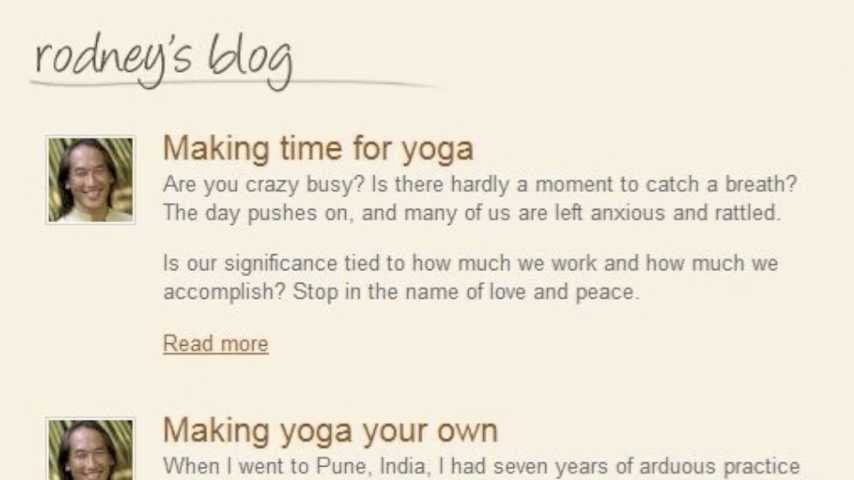 rodney's blog
Making time for yoga
Are you crazy busy? Is there hardly a moment to catch a breath?
The day pushes on, and many of us are left anxious and rattled.
Is our significance tied to how much we work and how much we
accomplish? Stop in the name of love and peace.
Read more
Making yoga your own
When I went to Pune, India, I had seven years of arduous practice